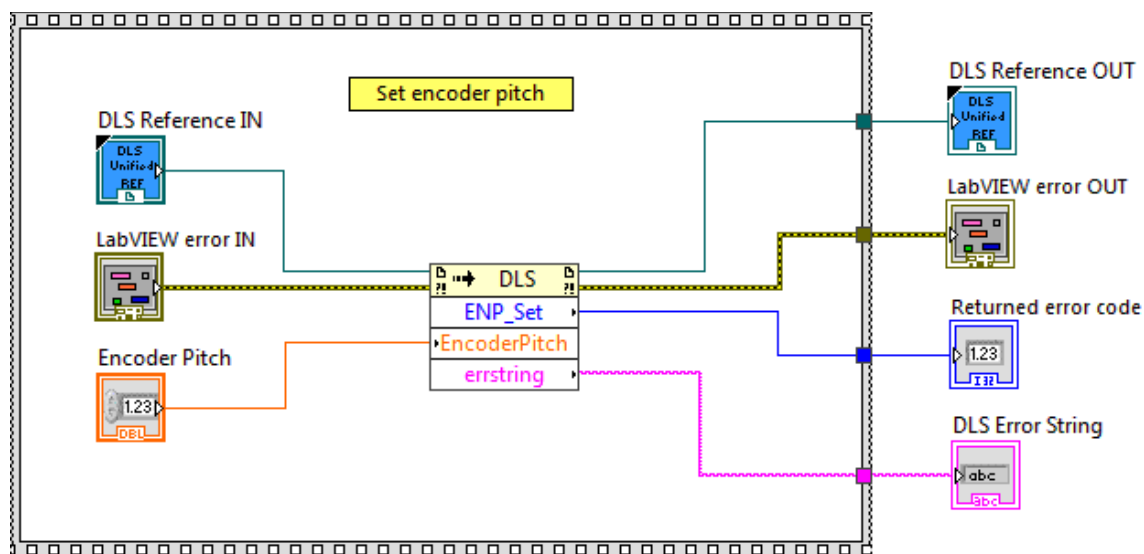 Set encoder pitch
DLS Reference IN
DLS
Unified
REF
LabVIEW error IN
Encoder Pitch
1.23
DBL
DLS
ENP_Set
EncoderPitch
errstring
DLS Reference OUT
DLS
Unified
REF
LabVIEW error OUT
Returned error code
1.23
I32
DLS Error String
abc
abc